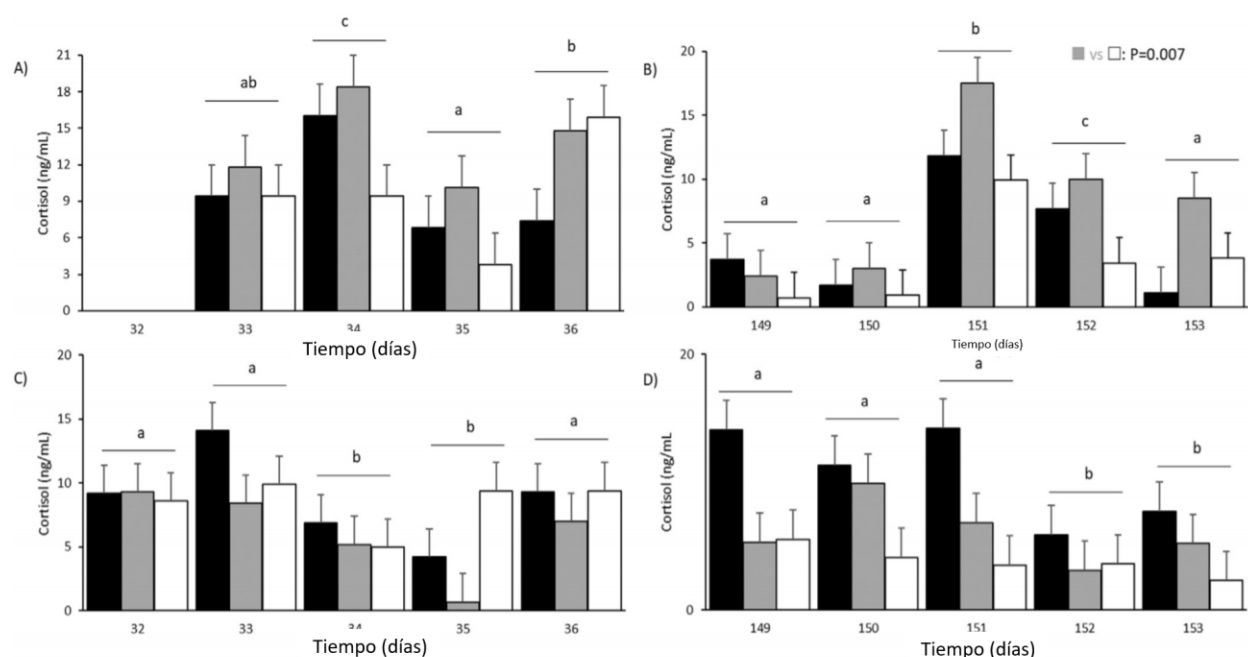 A)
Cortisol (ng/mL)
21
18
15
12
9
6
3
0
ab
c
a
b
32 33 34 35 36
Tiempo (días)
B)
Cortisol (ng/mL)
20
15
10
5
0
a
a
b
c
a
vs : P=0.007
149 150 151 152 153
Tiempo (días)
C)
Cortisol (ng/mL)
20
15
10
5
0
a
a
b
b
a
32 33 34 35 36
Tiempo (días)
D)
Cortisol (ng/mL
20
0
a
a
a
b
b
149 150 151 152 153
Tiempo (días)